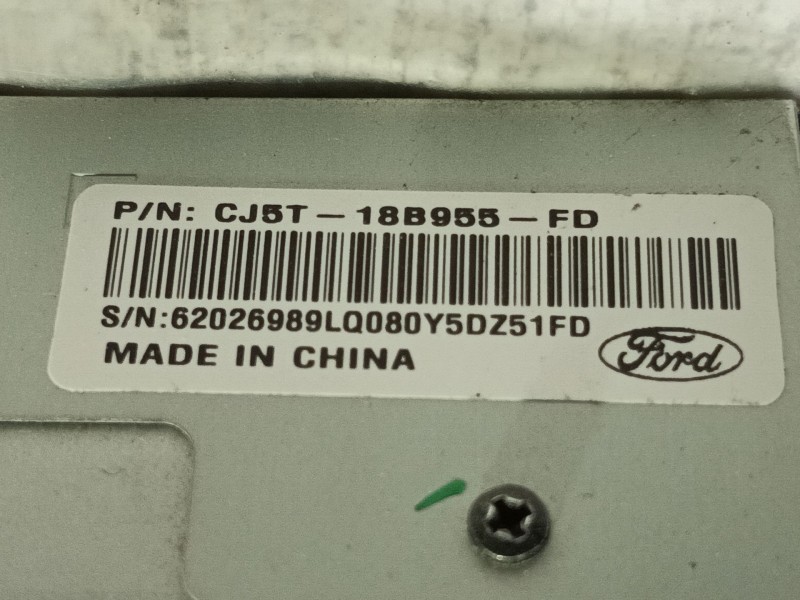 P/N: CJ5T-18B955-FD
S/N:62026989LQ080Y5DZ51FD
MADE IN CHINA
Ford